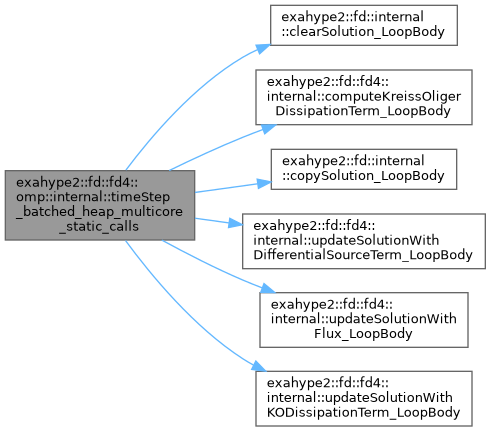 exahype2::fd::fd4::
omp::internal::timeStep
_batched_heap_multicore
_static_calls
exahype2::fd::internal
::clearSolution_LoopBody
exahype2::fd::fd4::
internal::computeKreissOliger
DissipationTerm_LoopBody
exahype2::fd::internal
::copySolution_LoopBody
exahype2::fd::fd4::
internal::updateSolutionWith
DifferentialSourceTerm_LoopBody
exahype2::fd::fd4::
internal::updateSolutionWith
Flux_LoopBody
exahype2::fd::fd4::
internal::updateSolutionWith
KODissipationTerm_LoopBody